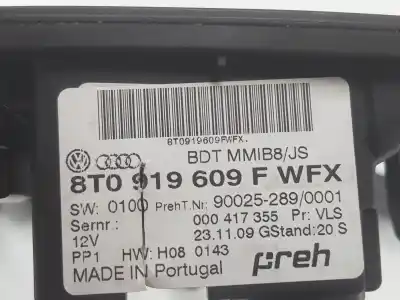 8T0919609FWFX.
BDT MMIB8/JS
8T0 919 609 F WFX
SW: 0100 PrehT.Nr: 90025-289/0001
Sernr.: 000 417 355 Pr: VLS
12V 23.11.09 GStand: 20 S
PP1 HW: H08 0143
MADE IN Portugal preh